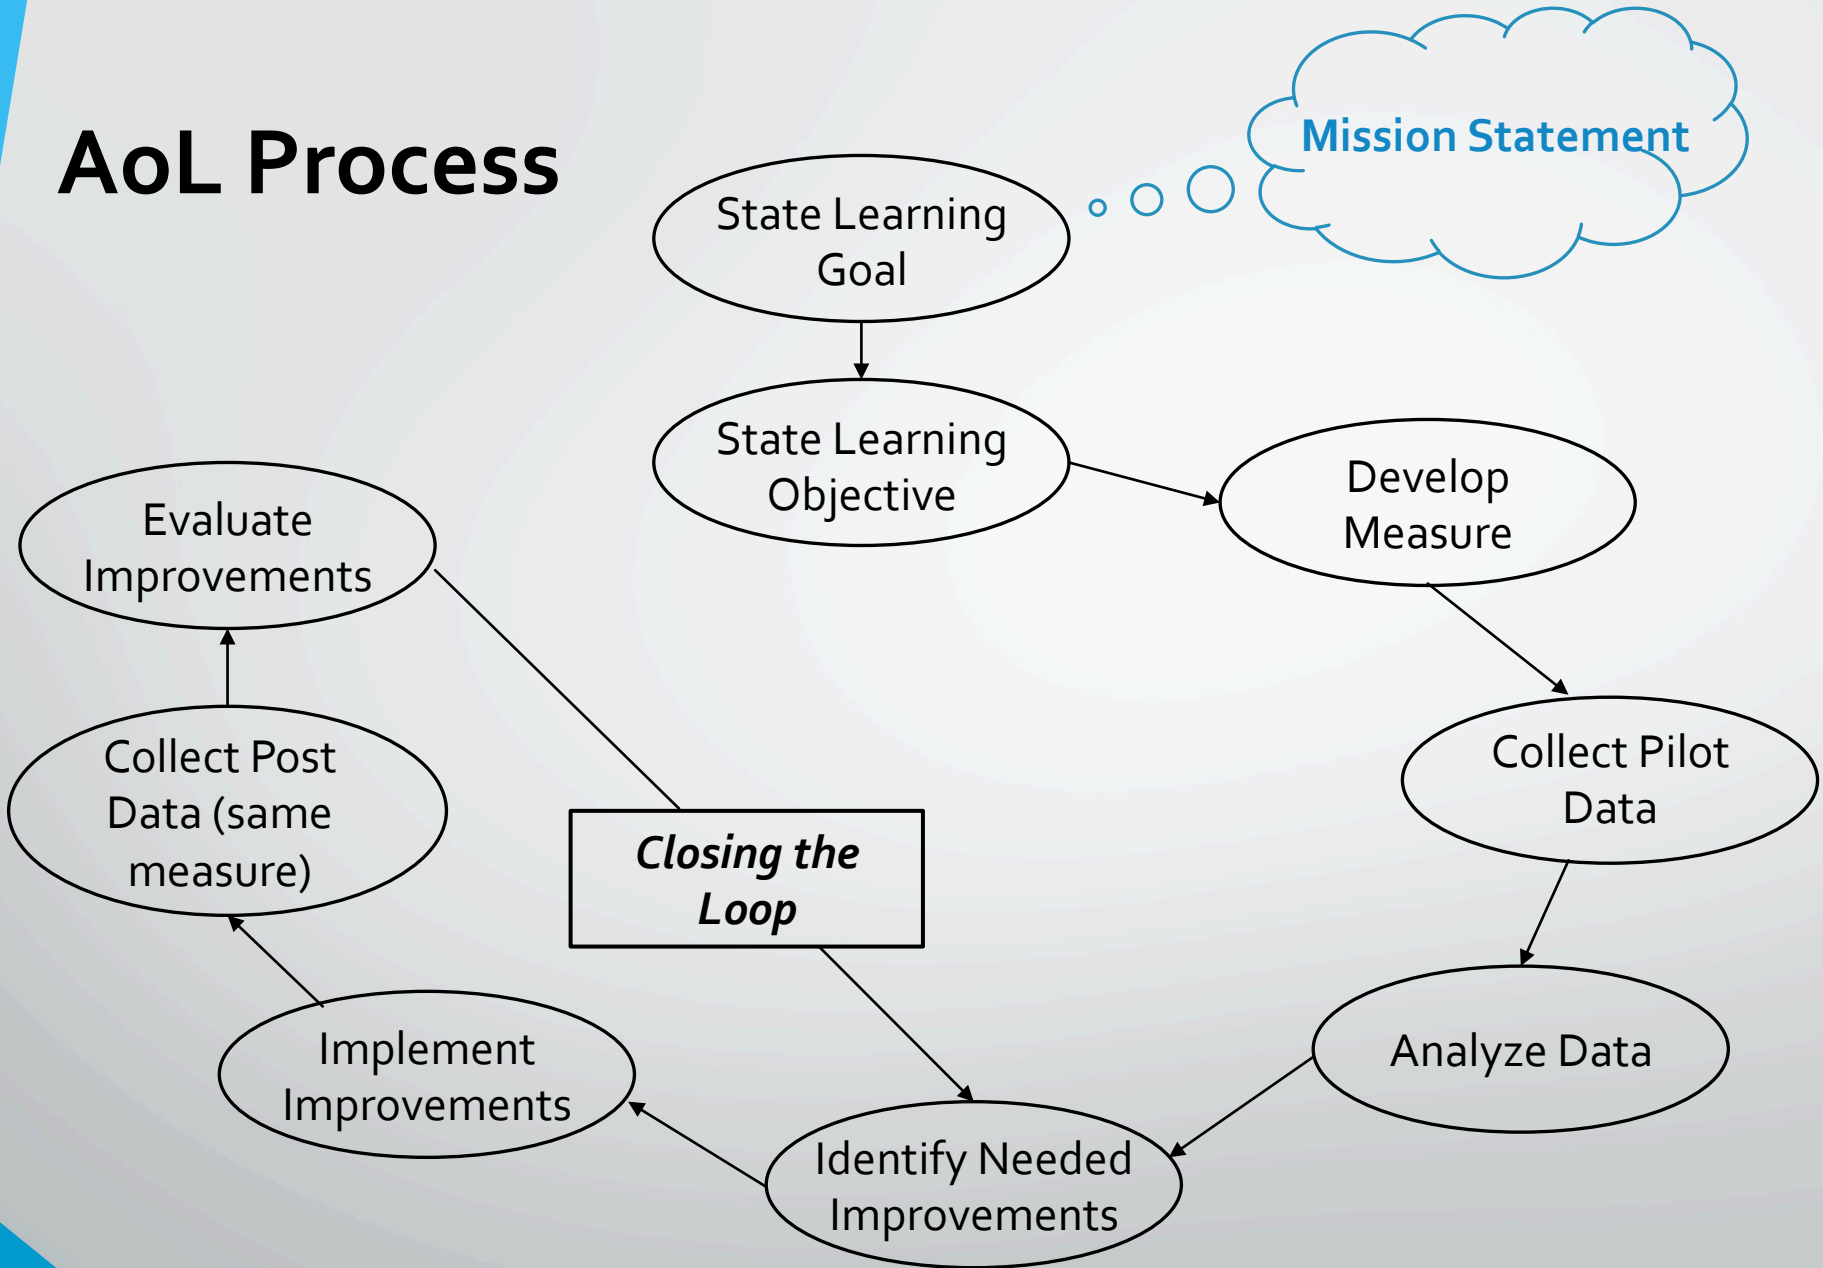 AoL Process
Mission Statement
State Learning
Goal
State Learning
Objective
Develop
Measure
Collect Pilot
Data
Analyze Data
Identify Needed
Improvements
Implement
Improvements
Collect Post
Data (same
measure)
Evaluate
Improvements
Closing the
Loop